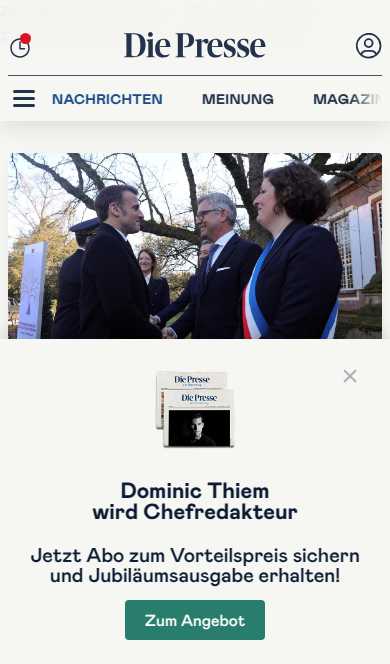 Die Presse
NACHRICHTEN MEINUNG MAGAZIN
Die Presse
Die Presse
Dominic Thiem
wird Chefredakteur
Jetzt Abo zum Vorteilspreis sichern
und Jubiläumsausgabe erhalten!
Zum Angebot